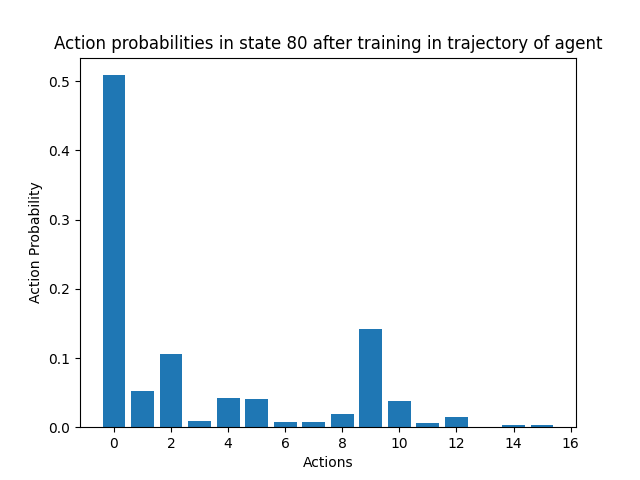 Action probabilities in state 80 after training in trajectory of agent
0.5
0.4
0.3
0.2
0.1
0.0
Action Probability
0 2 4 6 8 10 12 14 16
Actions